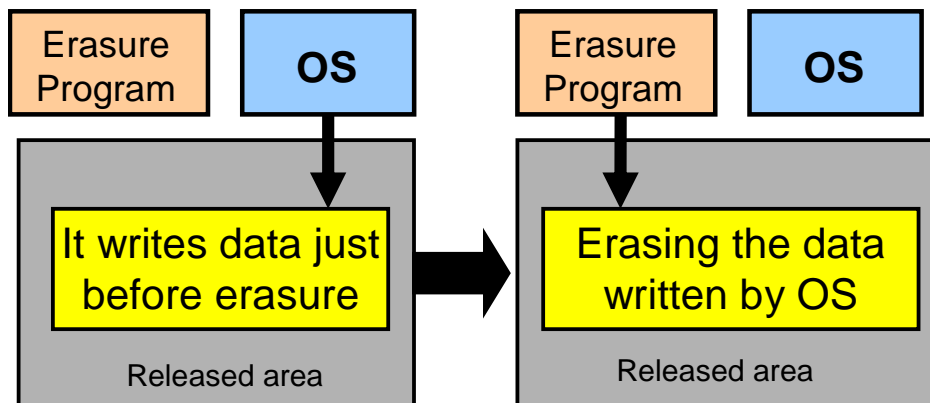 Erasure
Program
OS
It writes data just
before erasure
Released area
Erasure
Program
OS
Erasing the data
written by OS
Released area